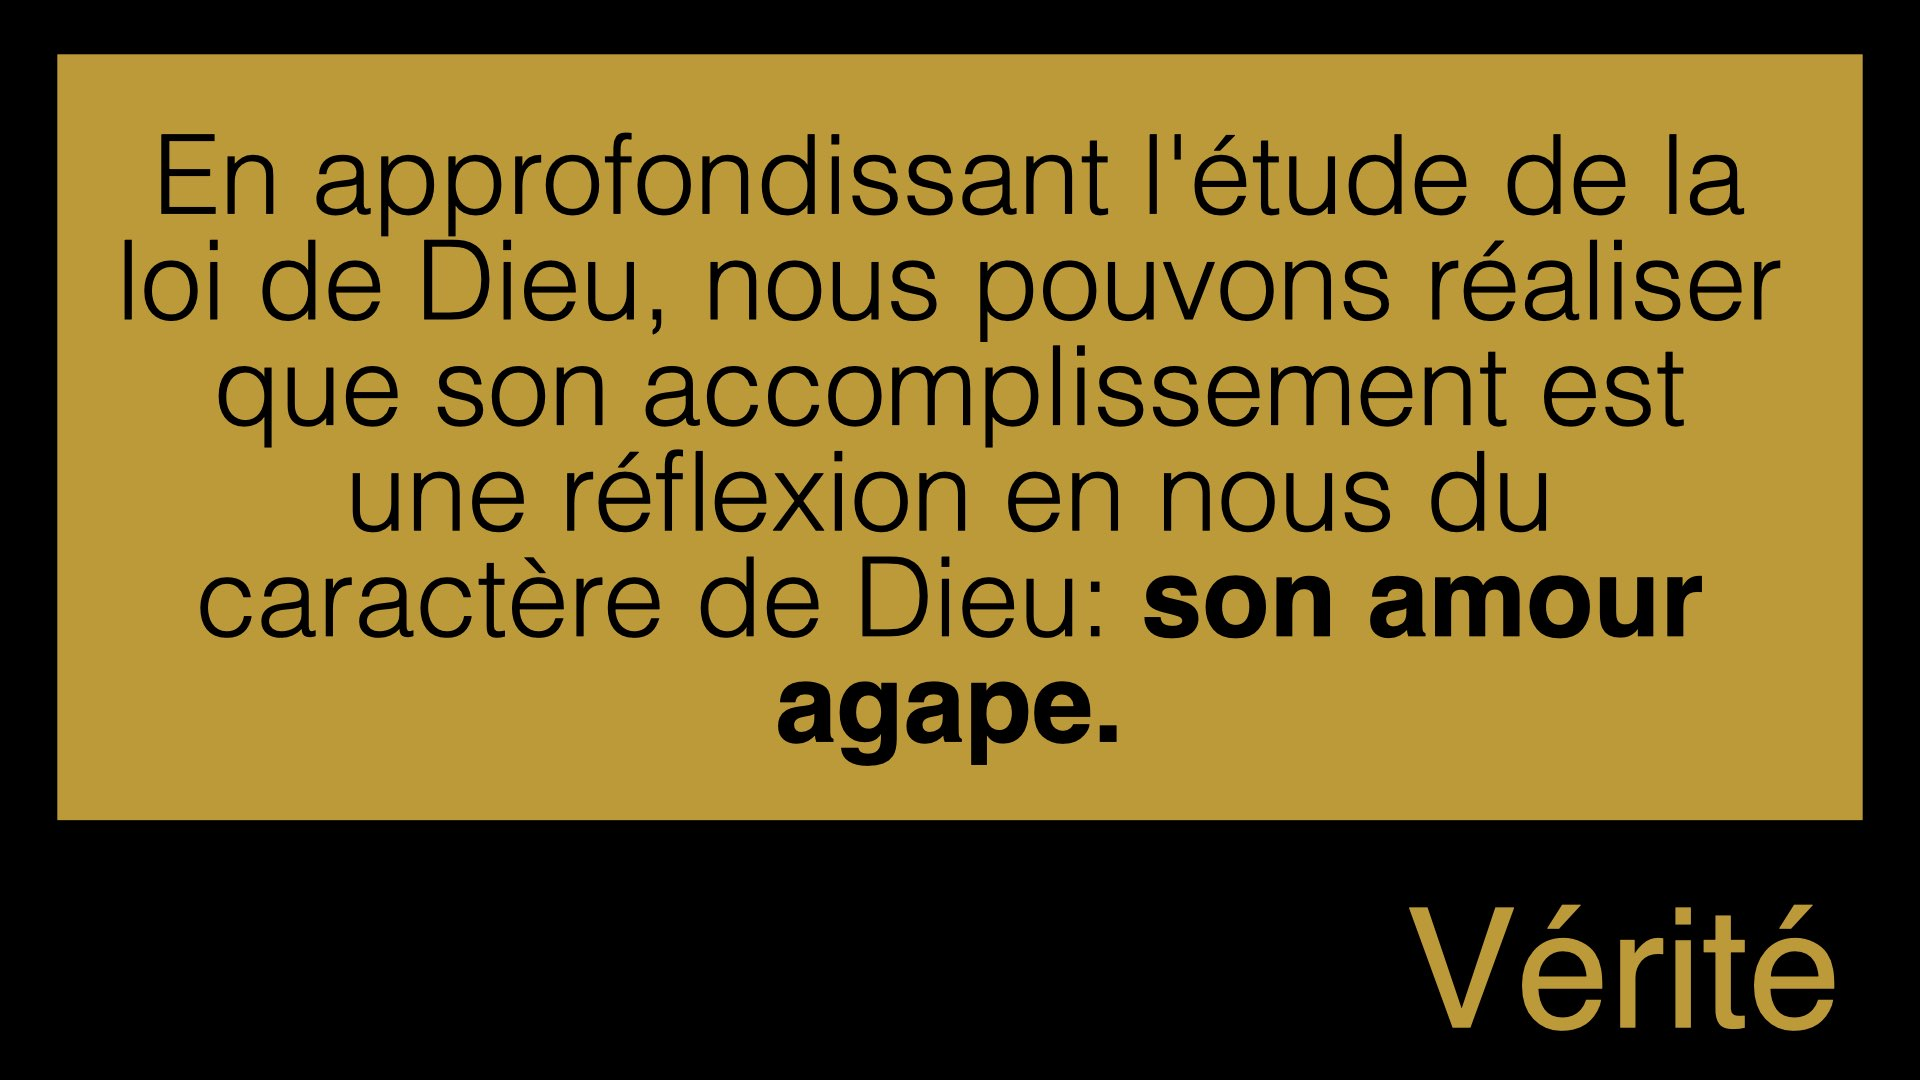 En approfondissant l'étude de la
loi de Dieu, nous pouvons réaliser
que son accomplissement est
une réflexion en nous du
caractère de Dieu: son amour
agape.
Vérité